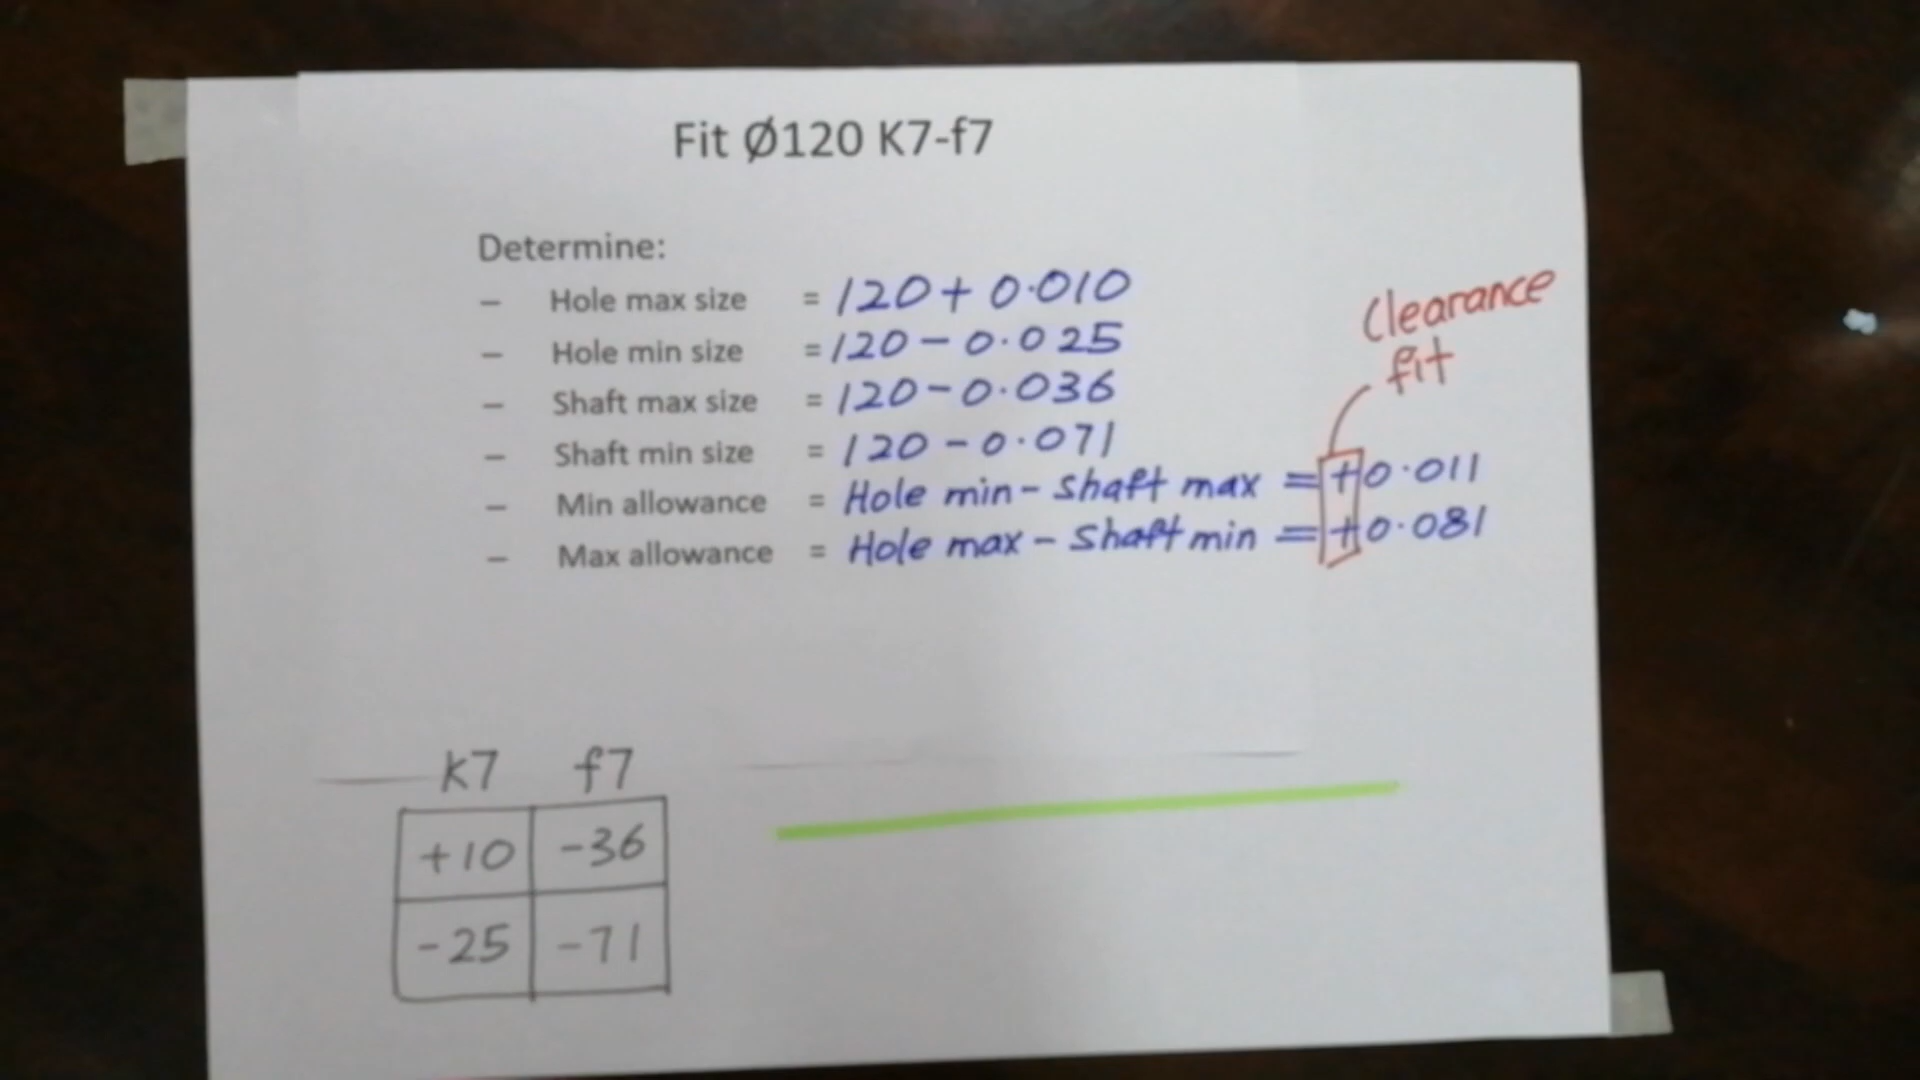 Fit Ø120 K7-f7
Determine:
– Hole max size = 120 + 0.010
– Hole min size = 120 - 0.025
– Shaft max size = 120 - 0.036
– Shaft min size = 120 - 0.071
– Min allowance = Hole min - Shaft max = +0.011
– Max allowance = Hole max - Shaft min = +0.081
Clearance
fit
K7 f7
+10 -36
-25 -71